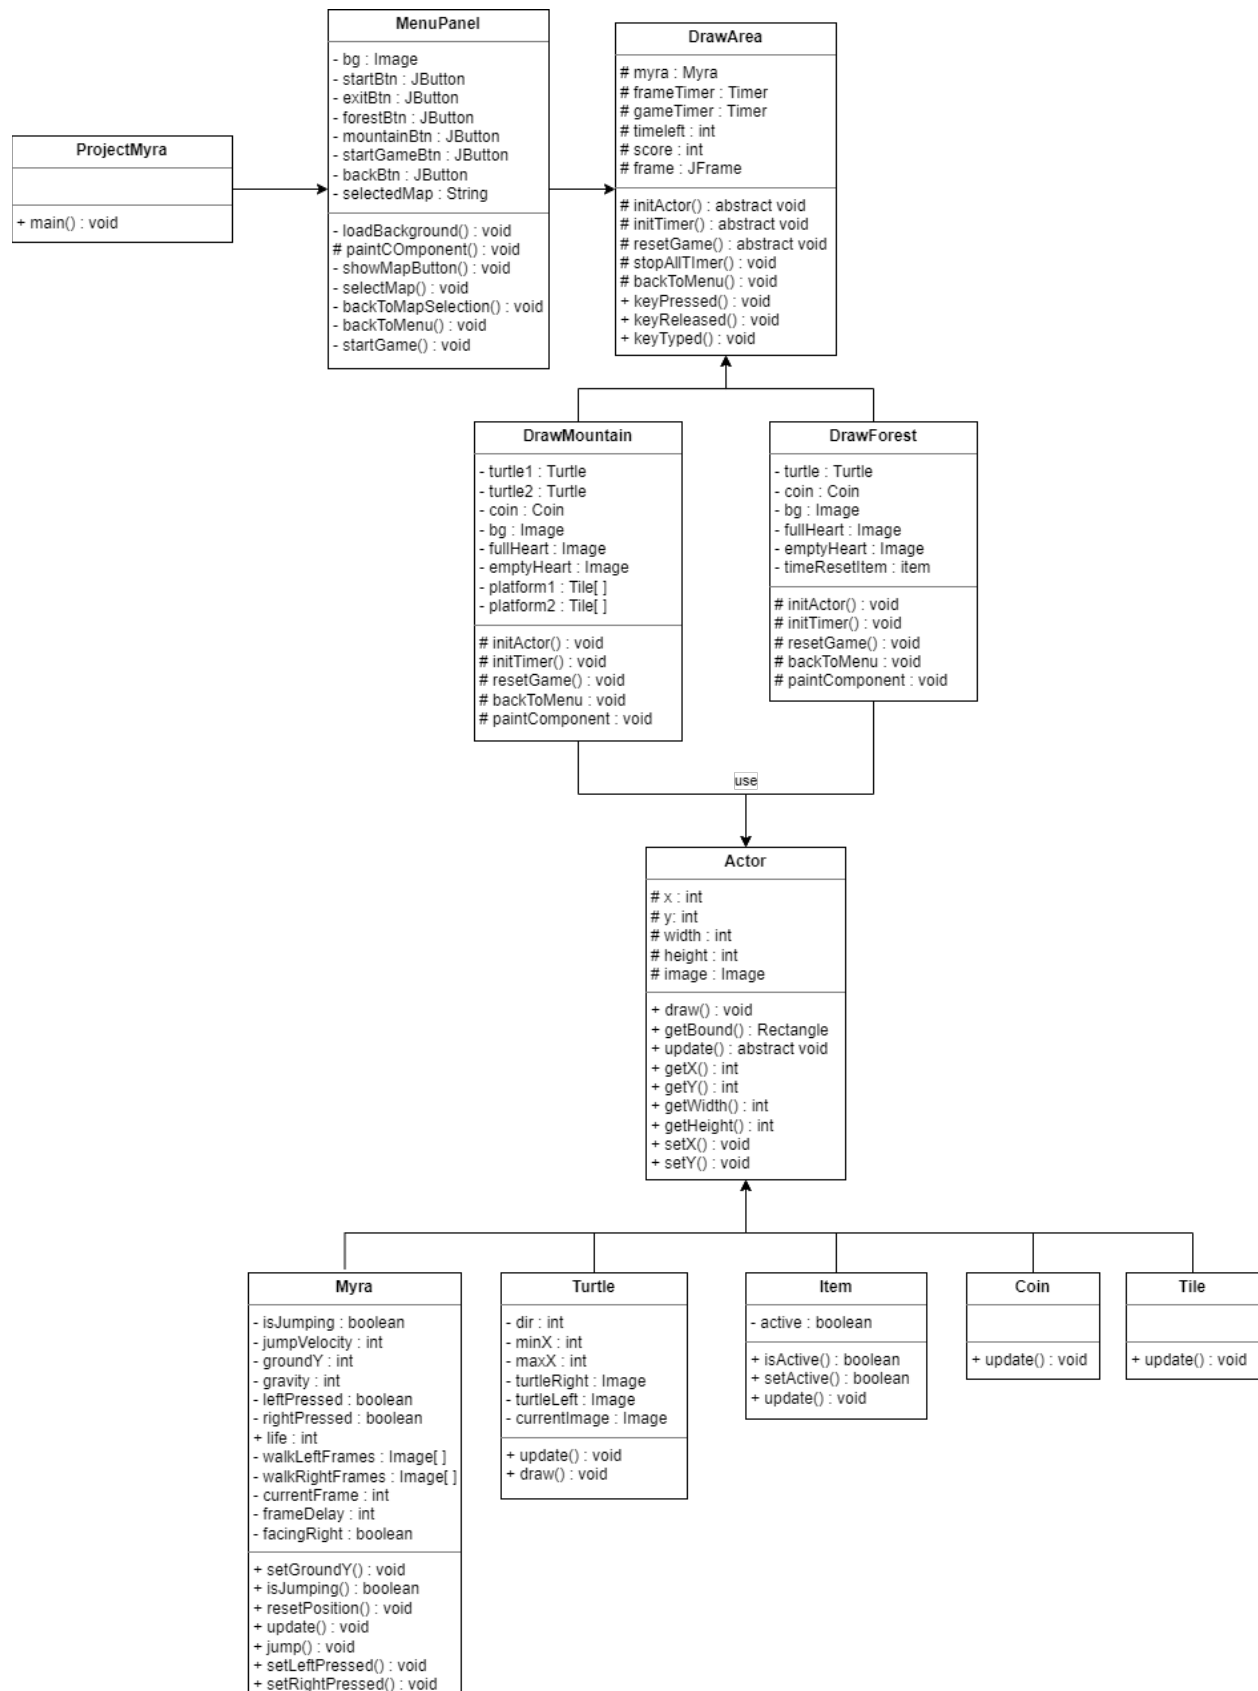 MenuPanel
- bg : Image
- startBtn : JButton
- exitBtn : JButton
- forestBtn : JButton
- mountainBtn : JButton
- startGameBtn : JButton
- backBtn : JButton
- selectedMap : String
- loadBackground() : void
# paintCOmponent() : void
- showMapButton() : void
- selectMap() : void
- backToMapSelection() : void
- backToMenu() : void
- startGame() : void
DrawArea
# myra : Myra
# frameTimer : Timer
# gameTimer : Timer
# timeleft : int
# score : int
# frame : JFrame
# initActor() : abstract void
# initTimer() : abstract void
# resetGame() : abstract void
# stopAllTImer() : void
# backToMenu() : void
+ keyPressed() : void
+ keyReleased() : void
+ keyTyped() : void
ProjectMyra
+ main() : void
DrawMountain
- turtle1 : Turtle
- turtle2 : Turtle
- coin : Coin
- bg : Image
- fullHeart : Image
- emptyHeart : Image
- platform1 : Tile[ ]
- platform2 : Tile[ ]
# initActor() : void
# initTimer() : void
# resetGame() : void
# backToMenu : void
# paintComponent : void
DrawForest
- turtle : Turtle
- coin : Coin
- bg : Image
- fullHeart : Image
- emptyHeart : Image
- timeResetItem : item
# initActor() : void
# initTimer() : void
# resetGame() : void
# backToMenu : void
# paintComponent : void
use
Actor
# x : int
# y: int
# width : int
# height : int
# image : Image
+ draw() : void
+ getBound() : Rectangle
+ update() : abstract void
+ getX() : int
+ getY() : int
+ getWidth() : int
+ getHeight() : int
+ setX() : void
+ setY() : void
Myra
- isJumping : boolean
- jumpVelocity : int
- groundY : int
- gravity : int
- leftPressed : boolean
- rightPressed : boolean
+ life : int
- walkLeftFrames : Image[ ]
- walkRightFrames : Image[ ]
- currentFrame : int
- frameDelay : int
- facingRight : boolean
+ setGroundY() : void
+ isJumping() : boolean
+ resetPosition() : void
+ update() : void
+ jump() : void
+ setLeftPressed() : void
+ setRightPressed() : void
Turtle
- dir : int
- minX : int
- maxX : int
- turtleRight : Image
- turtleLeft : Image
- currentImage : Image
+ update() : void
+ draw() : void
Item
- active : boolean
+ isActive() : boolean
+ setActive() : boolean
+ update() : void
Coin
+ update() : void
Tile
+ update() : void